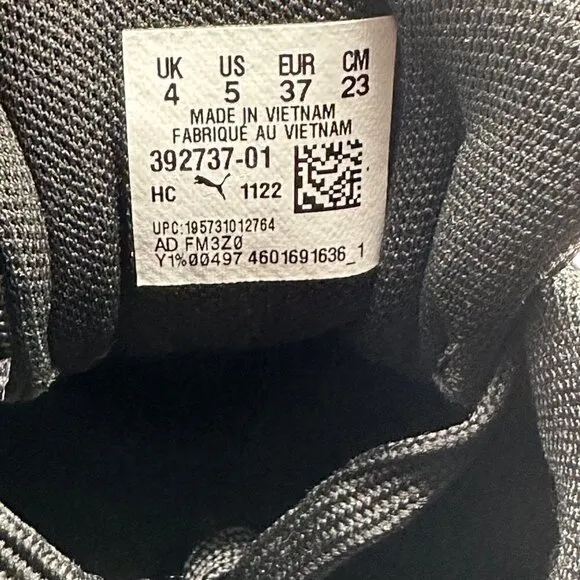 UK US EUR CM
4 5 37 23
MADE IN VIETNAM
FABRIQUÉ AU VIETNAM
392737-01
HC 1122
UPC:195731012764
AD FM3Z0
Y1%00497 4601691636_1